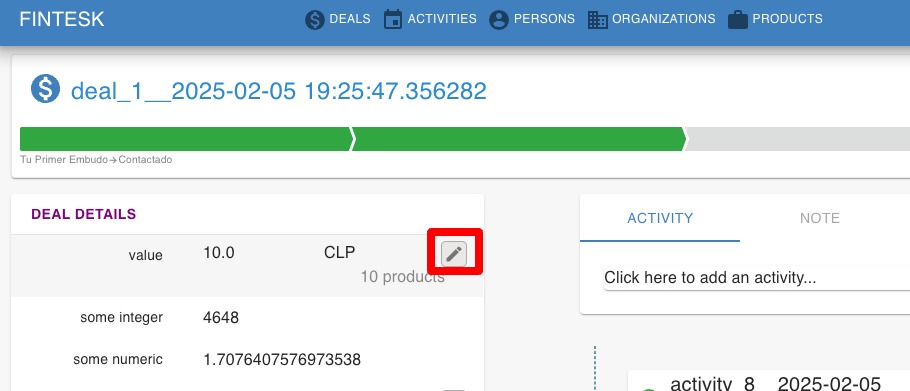 FINTESK
DEALS ACTIVITIES PERSONS ORGANIZATIONS PRODUCTS
deal_1__2025-02-05 19:25:47.356282
Tu Primer Embudo→Contactado
DEAL DETAILS
value 10.0 CLP
10 products
some integer 4648
some numeric 1.7076407576973538
ACTIVITY NOTE
Click here to add an activity...
activity_8__2025-02-05